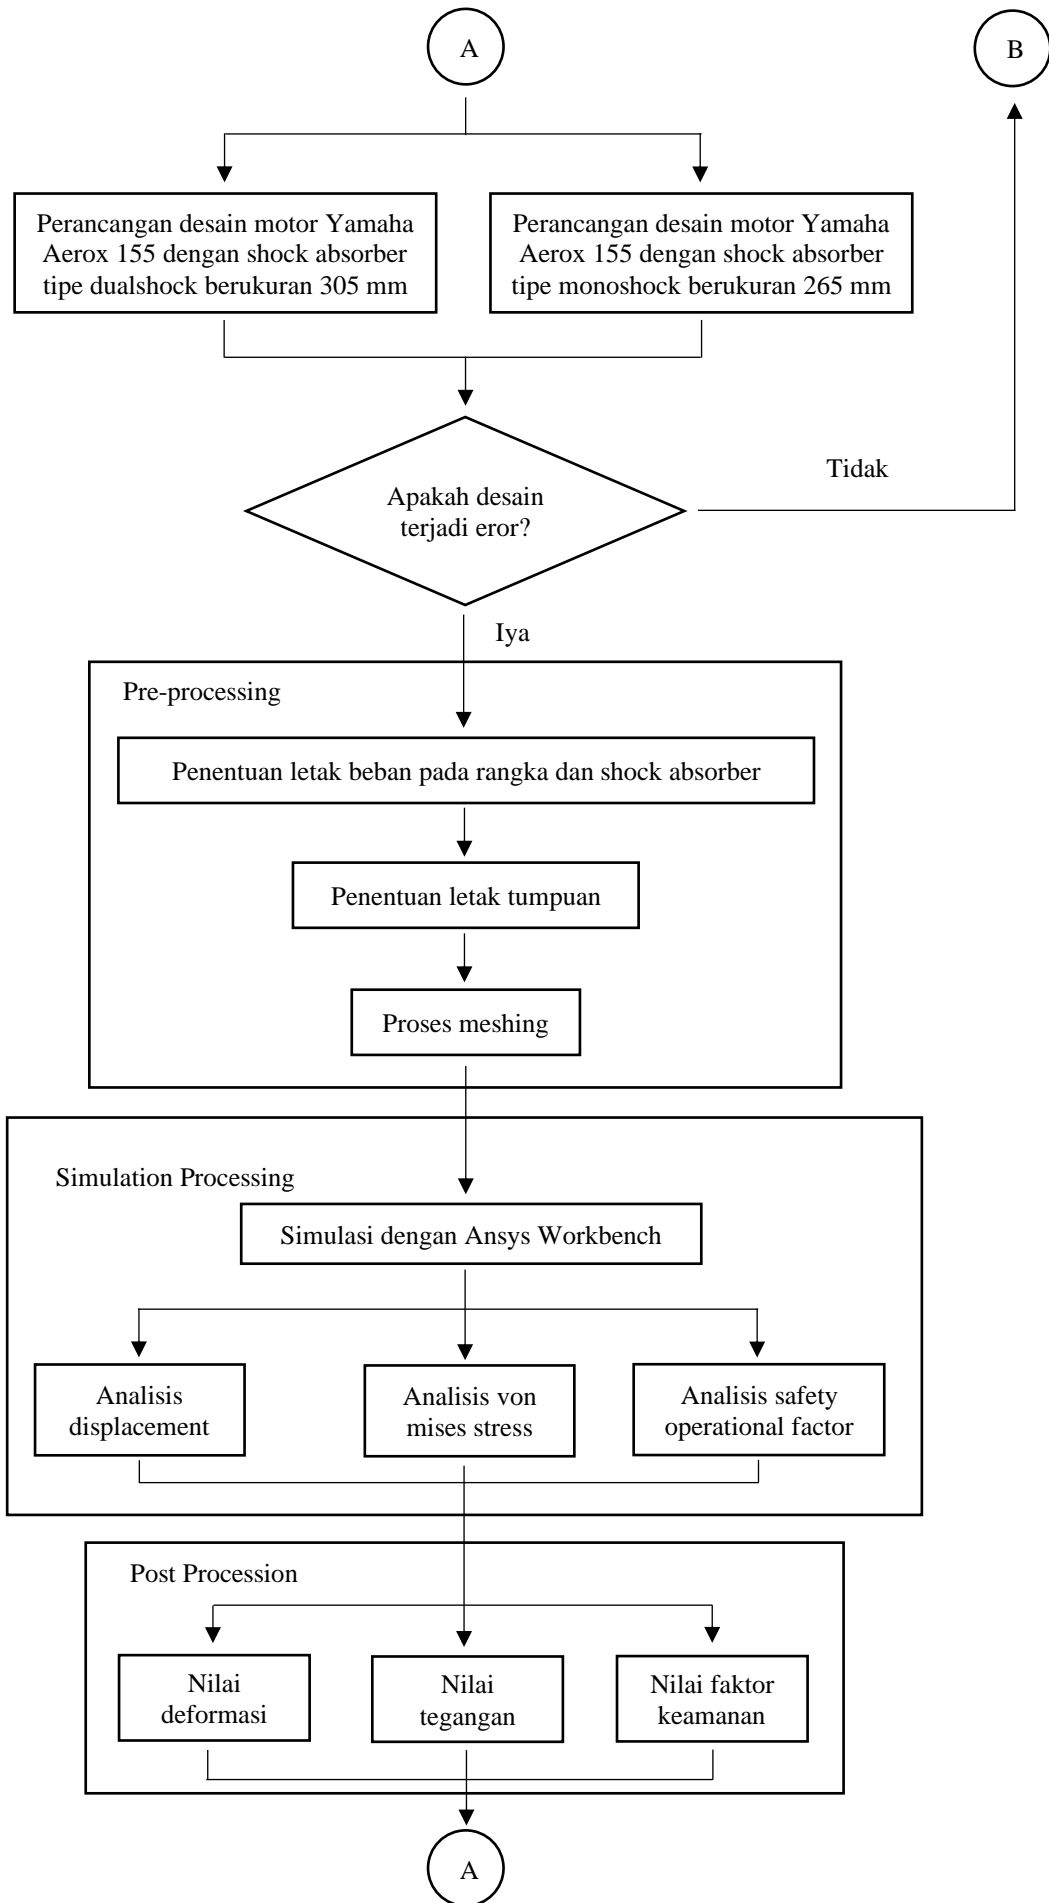 A
B
Perancangan desain motor Yamaha
Aerox 155 dengan shock absorber
tipe dualshock berukuran 305 mm
Perancangan desain motor Yamaha
Aerox 155 dengan shock absorber
tipe monoshock berukuran 265 mm
Tidak
Apakah desain
terjadi eror?
Iya
Pre-processing
Penentuan letak beban pada rangka dan shock absorber
Penentuan letak tumpuan
Proses meshing
Simulation Processing
Simulasi dengan Ansys Workbench
Analisis
displacement
Analisis von
mises stress
Analisis safety
operational factor
Post Procession
Nilai
deformasi
Nilai
tegangan
Nilai faktor
keamanan
A